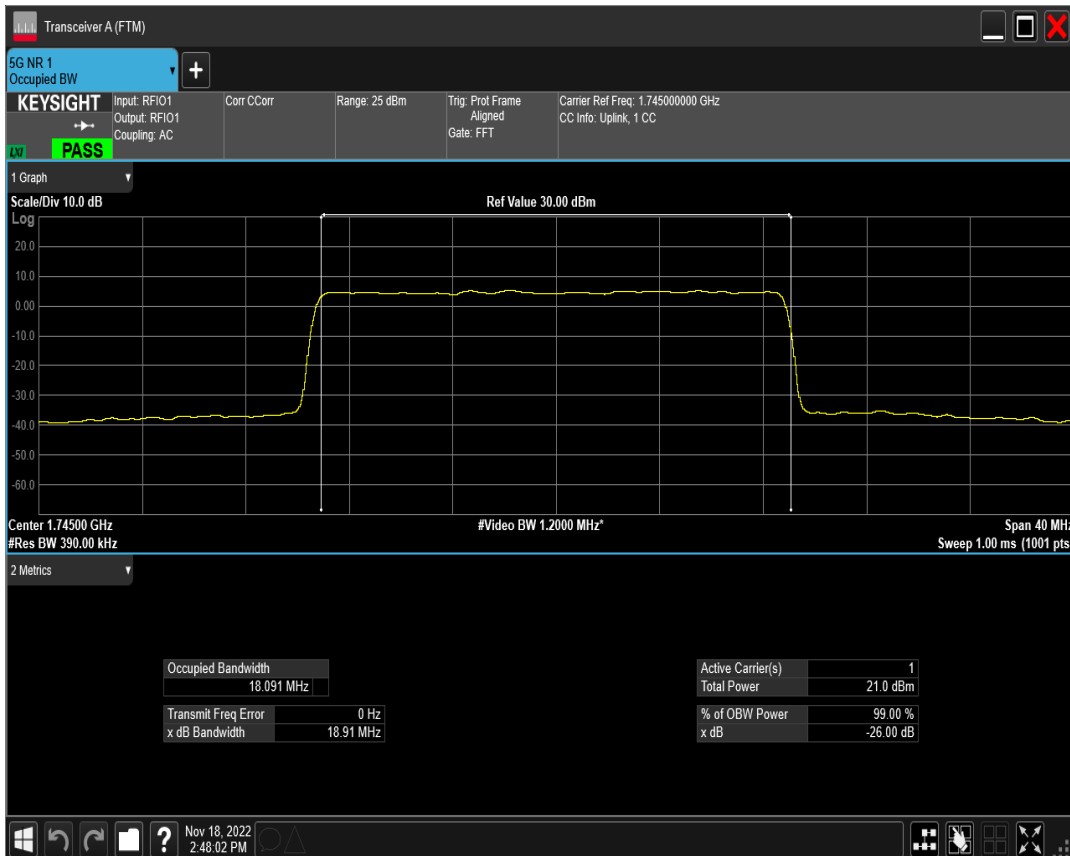 Transceiver A (FTM)
5G NR 1
Occupied BW
+
KEYSIGHT
LXI
PASS
Input: RFIO1
Output: RFIO1
Coupling: AC
Corr CCorr
Range: 25 dBm
Trig: Prot Frame
Aligned
Gate: FFT
Carrier Ref Freq: 1.745000000 GHz
CC Info: Uplink, 1 CC
1 Graph
Scale/Div 10.0 dB
Ref Value 30.00 dBm
Log
20.0
10.0
0.00
-10.0
-20.0
-30.0
-40.0
-50.0
-60.0
Center 1.74500 GHz
#Video BW 1.2000 MHz*
Span 40 MHz
#Res BW 390.00 kHz
Sweep 1.00 ms (1001 pts
2 Metrics
Occupied Bandwidth
18.091 MHz
Transmit Freq Error 0 Hz
x dB Bandwidth 18.91 MHz
Active Carrier(s) 1
Total Power 21.0 dBm
% of OBW Power 99.00 %
x dB -26.00 dB
?
Nov 18, 2022
2:48:02 PM